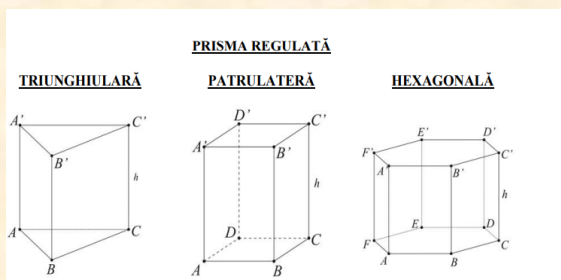 PRISMA REGULATĂ
TRIUNGHIULARĂ PATRULATERĂ HEXAGONALĂ
A' C' B' h A C B
D' C' A' B' h D C A B
E' D' F' C' A' B' h E D F C A B